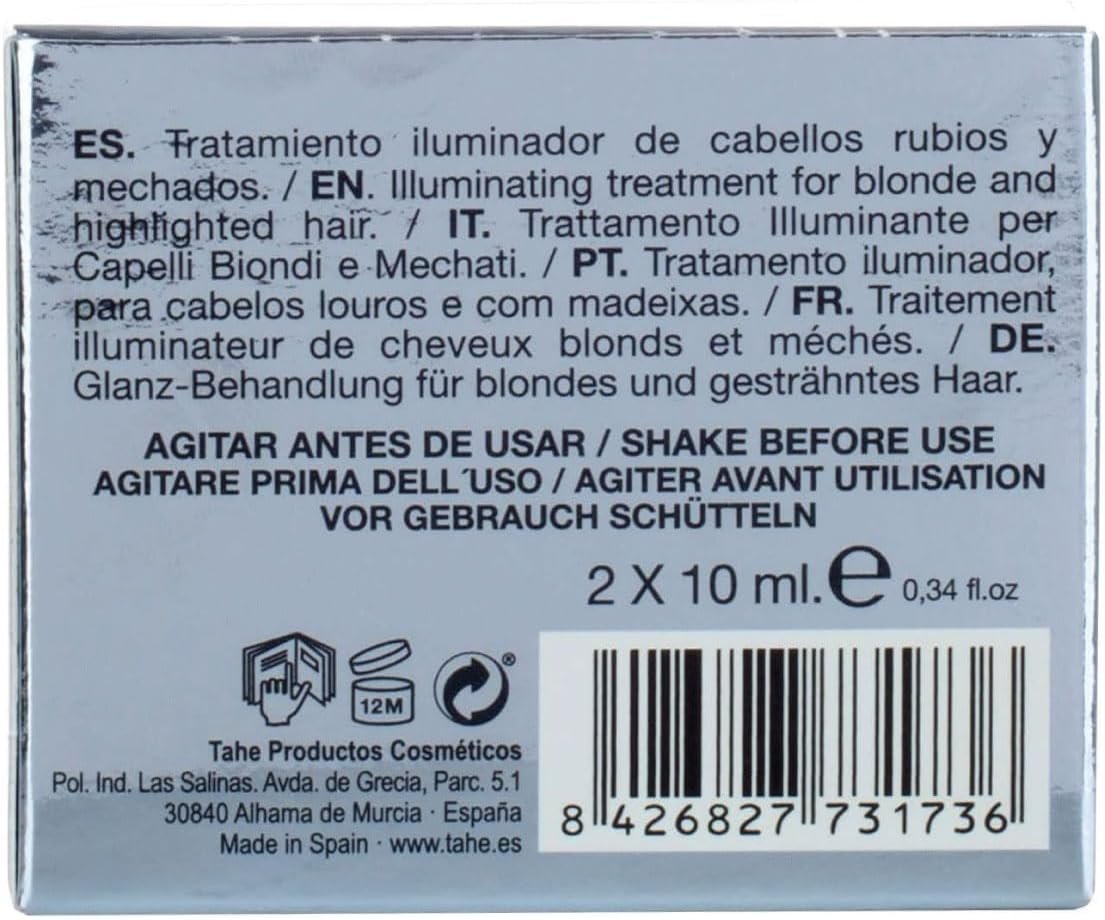 ES. Tratamiento iluminador de cabellos rubios y
mechados. / EN. Illuminating treatment for blonde and
highlighted hair. / IT. Trattamento Illuminante per
Capelli Biondi e Mechati. / PT. Tratamento iluminador,
para cabelos louros e com madeixas. / FR. Traitement
illuminateur de cheveux blonds et méchés. / DE.
Glanz-Behandlung für blondes und gesträhntes Haar.
AGITAR ANTES DE USAR / SHAKE BEFORE USE
AGITARE PRIMA DELL´USO / AGITER AVANT UTILISATION
VOR GEBRAUCH SCHÜTTELN
2 X 10 ml. e 0,34 fl.oz
12M ®
Tahe Productos Cosméticos
Pol. Ind. Las Salinas. Avda. de Grecia, Parc. 5.1
30840 Alhama de Murcia · España
Made in Spain · www.tahe.es
8 426827 731736